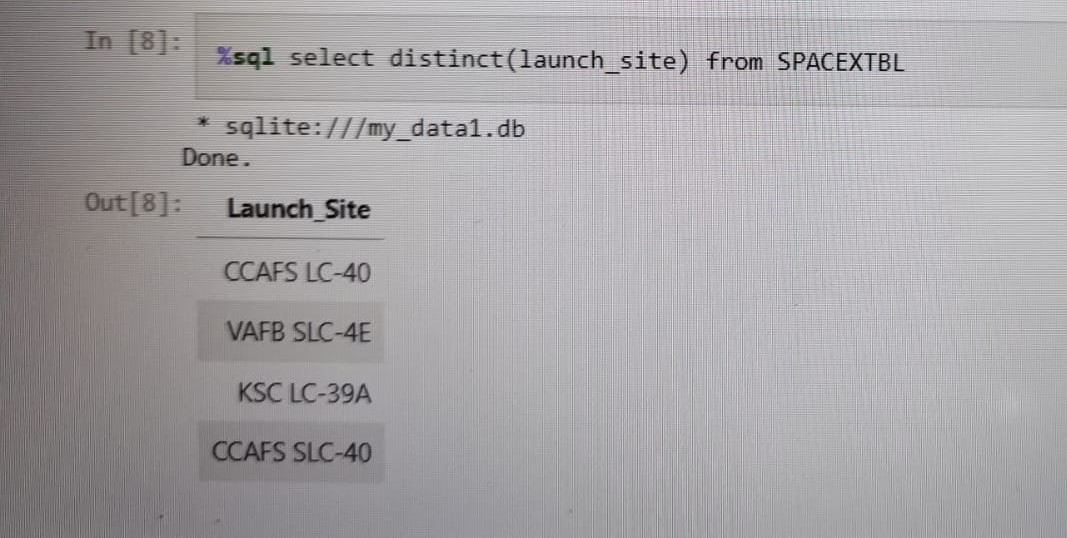 In [8]:
%sql select distinct(launch_site) from SPACEXTBL
* sqlite:///my_data1.db
Done.
Out[8]:
Launch_Site
CCAFS LC-40
VAFB SLC-4E
KSC LC-39A
CCAFS SLC-40